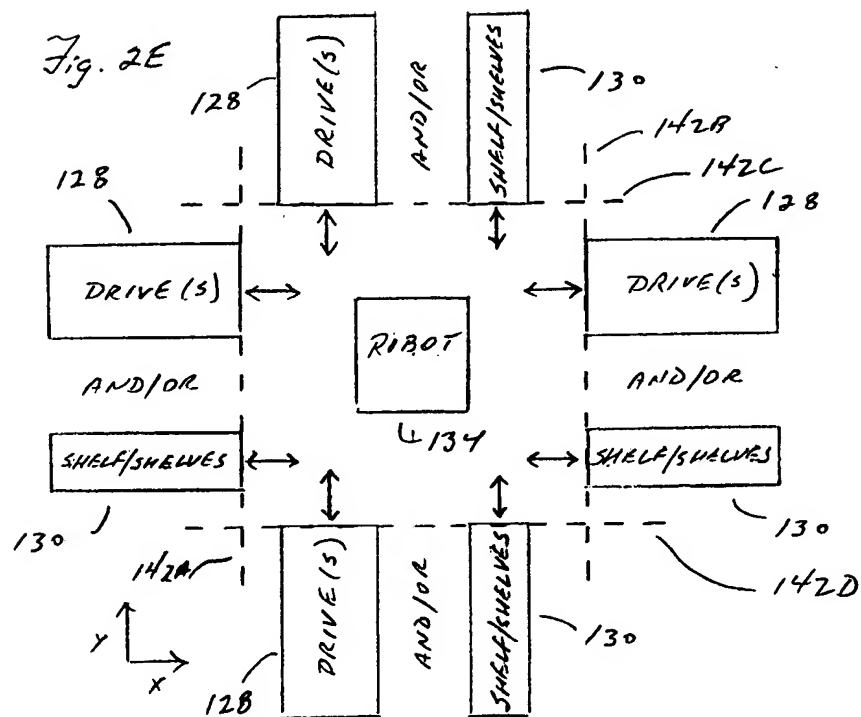 Fig. 2E
128
DRIVE(S)
AND/OR
SHELF/SHELVES
130
142B
142C
128
128
DRIVE(S)
DRIVE(S)
ROBOT
134
AND/OR
AND/OR
SHELF/SHELVES
SHELF/SHELVES
130
130
142A
142D
DRIVE(S)
AND/OR
SHELF/SHELVES
130
128
Y
X